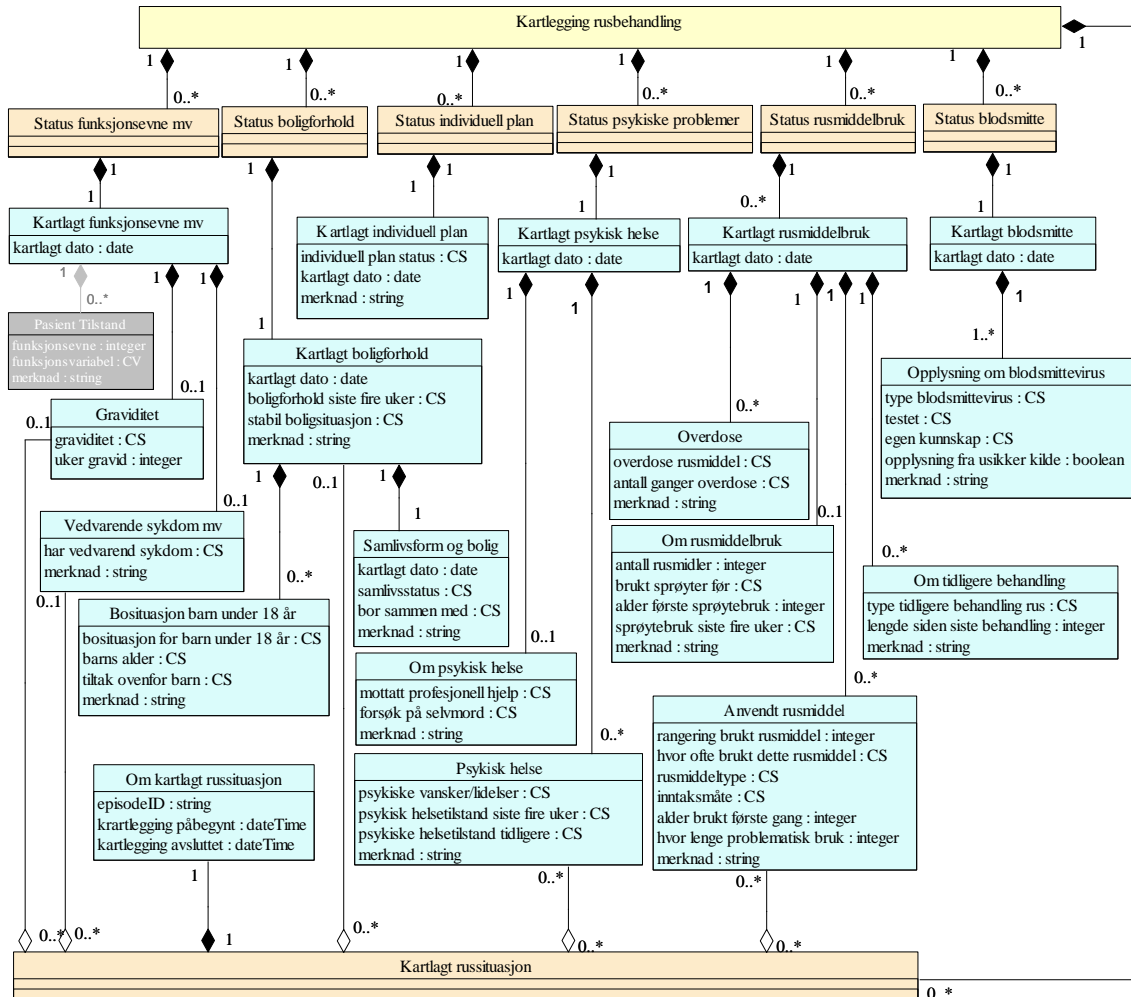 Kartlegging rusbehandling
1
1
1
1
1
1
1
0..*
0..*
0..*
0..*
0..*
0..*
Status funksjonsevne mv
Status boligforhold
Status individuell plan
Status psykiske problemer
Status rusmiddelbruk
Status blodsmitte
1
1
1
1
1
1
1
1
1
0..*
1
Kartlagt funksjonsevne mv
kartlagt dato : date
Kartlagt individuell plan
individuell plan status : CS
kartlagt dato : date
merknad : string
Kartlagt psykisk helse
kartlagt dato : date
Kartlagt rusmiddelbruk
kartlagt dato : date
Kartlagt blodsmitte
kartlagt dato : date
1
1
1
0..*
1
1
1
1
1
1
1
Pasient Tilstand
funksjonsevne : integer
funksjonsvariabel : CV
merknad : string
1
Kartlagt boligforhold
kartlagt dato : date
boligforhold siste fire uker : CS
stabil boligsituasjon : CS
merknad : string
1..*
Opplysning om blodsmittevirus
type blodsmittevirus : CS
testet : CS
egen kunnskap : CS
opplysning fra usikker kilde : boolean
merknad : string
0..1
Graviditet
graviditet : CS
uker gravid : integer
0..1
0..*
Overdose
overdose rusmiddel : CS
antall ganger overdose : CS
merknad : string
1
0..1
1
0..1
Vedvarende sykdom mv
har vedvarend sykdom : CS
merknad : string
0..1
1
Samlivsform og bolig
kartlagt dato : date
samlivsstatus : CS
bor sammen med : CS
merknad : string
0..1
Om rusmiddelbruk
antall rusmidler : integer
brukt sprøyter før : CS
alder første sprøytebruk : integer
sprøytebruk siste fire uker : CS
merknad : string
0..*
Om tidligere behandling
type tidligere behandling rus : CS
lengde siden siste behandling : integer
merknad : string
0..*
Bosituasjon barn under 18 år
bosituasjon for barn under 18 år : CS
barns alder : CS
tiltak ovenfor barn : CS
merknad : string
0..1
Om psykisk helse
mottatt profesjonell hjelp : CS
forsøk på selvmord : CS
merknad : string
0..*
Anvendt rusmiddel
rangering brukt rusmiddel : integer
hvor ofte brukt dette rusmiddel : CS
rusmiddeltype : CS
inntaksmåte : CS
alder brukt første gang : integer
hvor lenge problematisk bruk : integer
merknad : string
0..*
Psykisk helse
psykiske vansker/lidelser : CS
psykisk helsetilstand siste fire uker : CS
psykiske helsetilstand tidligere : CS
merknad : string
Om kartlagt russituasjon
episodeID : string
krartlegging påbegynt : dateTime
kartlegging avsluttet : dateTime
1
0..*
0..*
0..*
0..*
1
0..*
0..*
0..*
Kartlagt russituasjon
0..*